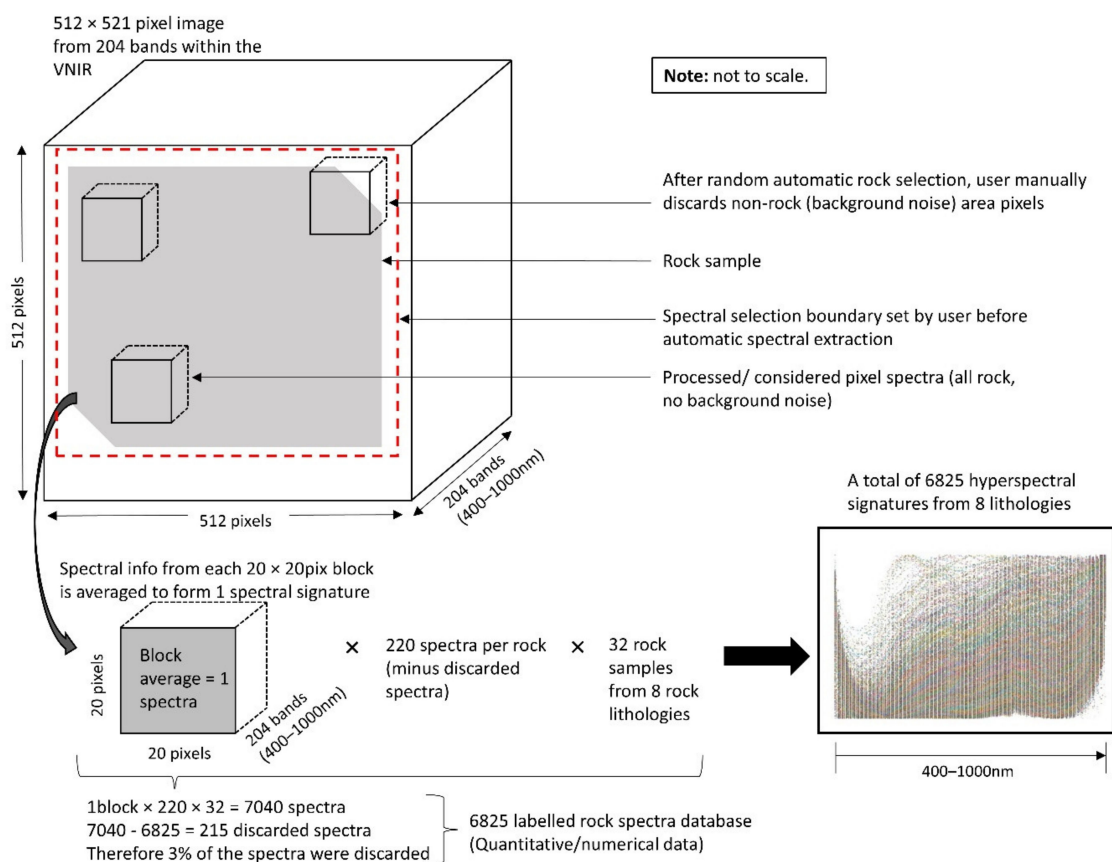 512 × 521 pixel image
from 204 bands within the
VNIR
Note: not to scale.
After random automatic rock selection, user manually
discards non-rock (background noise) area pixels
Rock sample
Spectral selection boundary set by user before
automatic spectral extraction
Processed/ considered pixel spectra (all rock,
no background noise)
512 pixels
512 pixels
204 bands
(400–1000nm)
A total of 6825 hyperspectral
signatures from 8 lithologies
400–1000nm
Spectral info from each 20 × 20pix block
is averaged to form 1 spectral signature
20 pixels
Block
average = 1
spectra
20 pixels
204 bands
(400–1000nm)
×
220 spectra per rock
(minus discarded
spectra)
×
32 rock
samples
from 8 rock
lithologies
1block × 220 × 32 = 7040 spectra
7040 - 6825 = 215 discarded spectra
Therefore 3% of the spectra were discarded
6825 labelled rock spectra database
(Quantitative/numerical data)